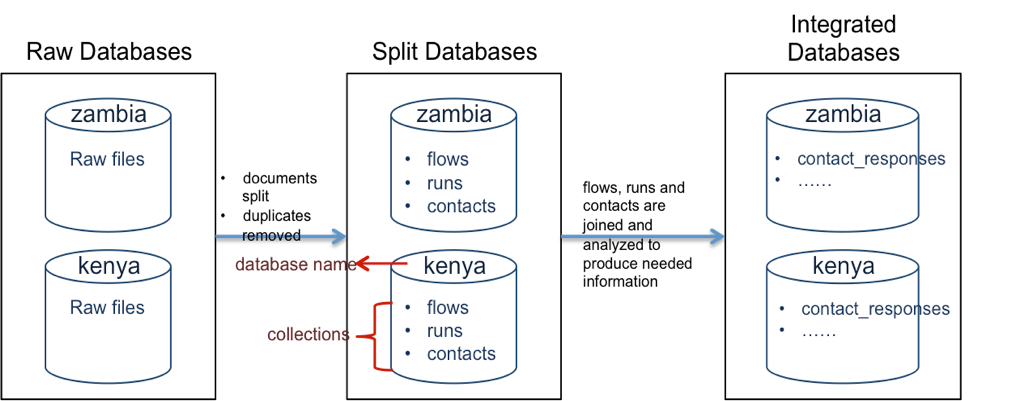 Raw Databases
zambia
Raw files
kenya
Raw files
• documents
split
• duplicates
removed
Split Databases
zambia
• flows
• runs
• contacts
database name
kenya
collections
• flows
• runs
• contacts
flows, runs and
contacts are
joined and
analyzed to
produce needed
information
Integrated
Databases
zambia
• contact_responses
• ......
kenya
• contact_responses
• ......